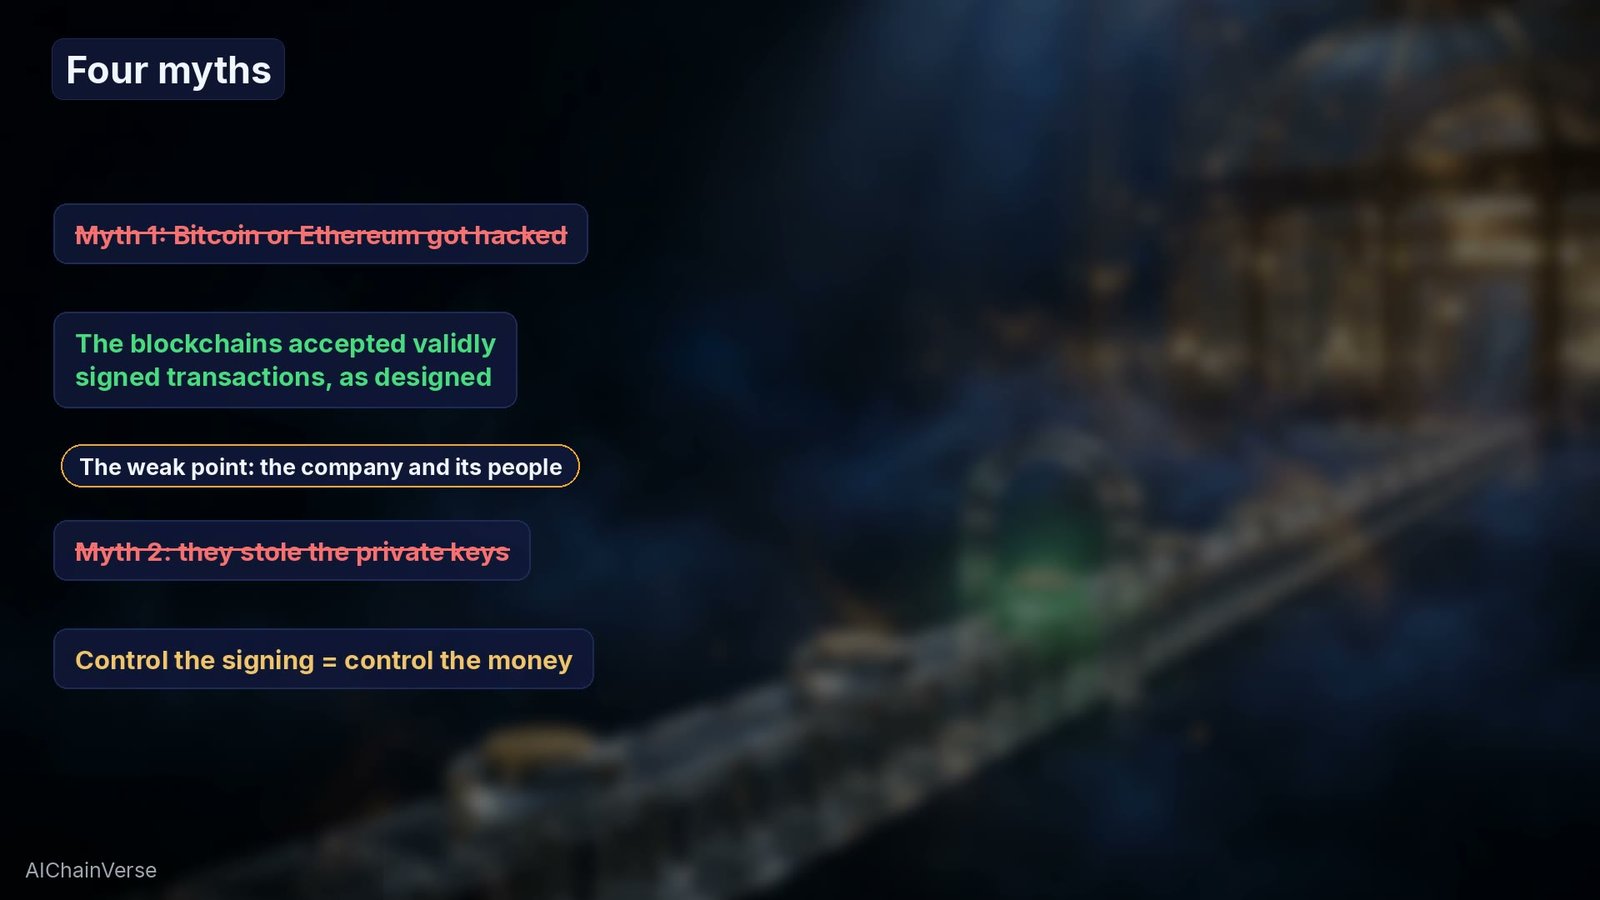 Four myths
Myth 1: Bitcoin or Ethereum got hacked
The blockchains accepted validly
signed transactions, as designed
The weak point: the company and its people
Myth 2: they stole the private keys
Control the signing = control the money
AIChainVerse